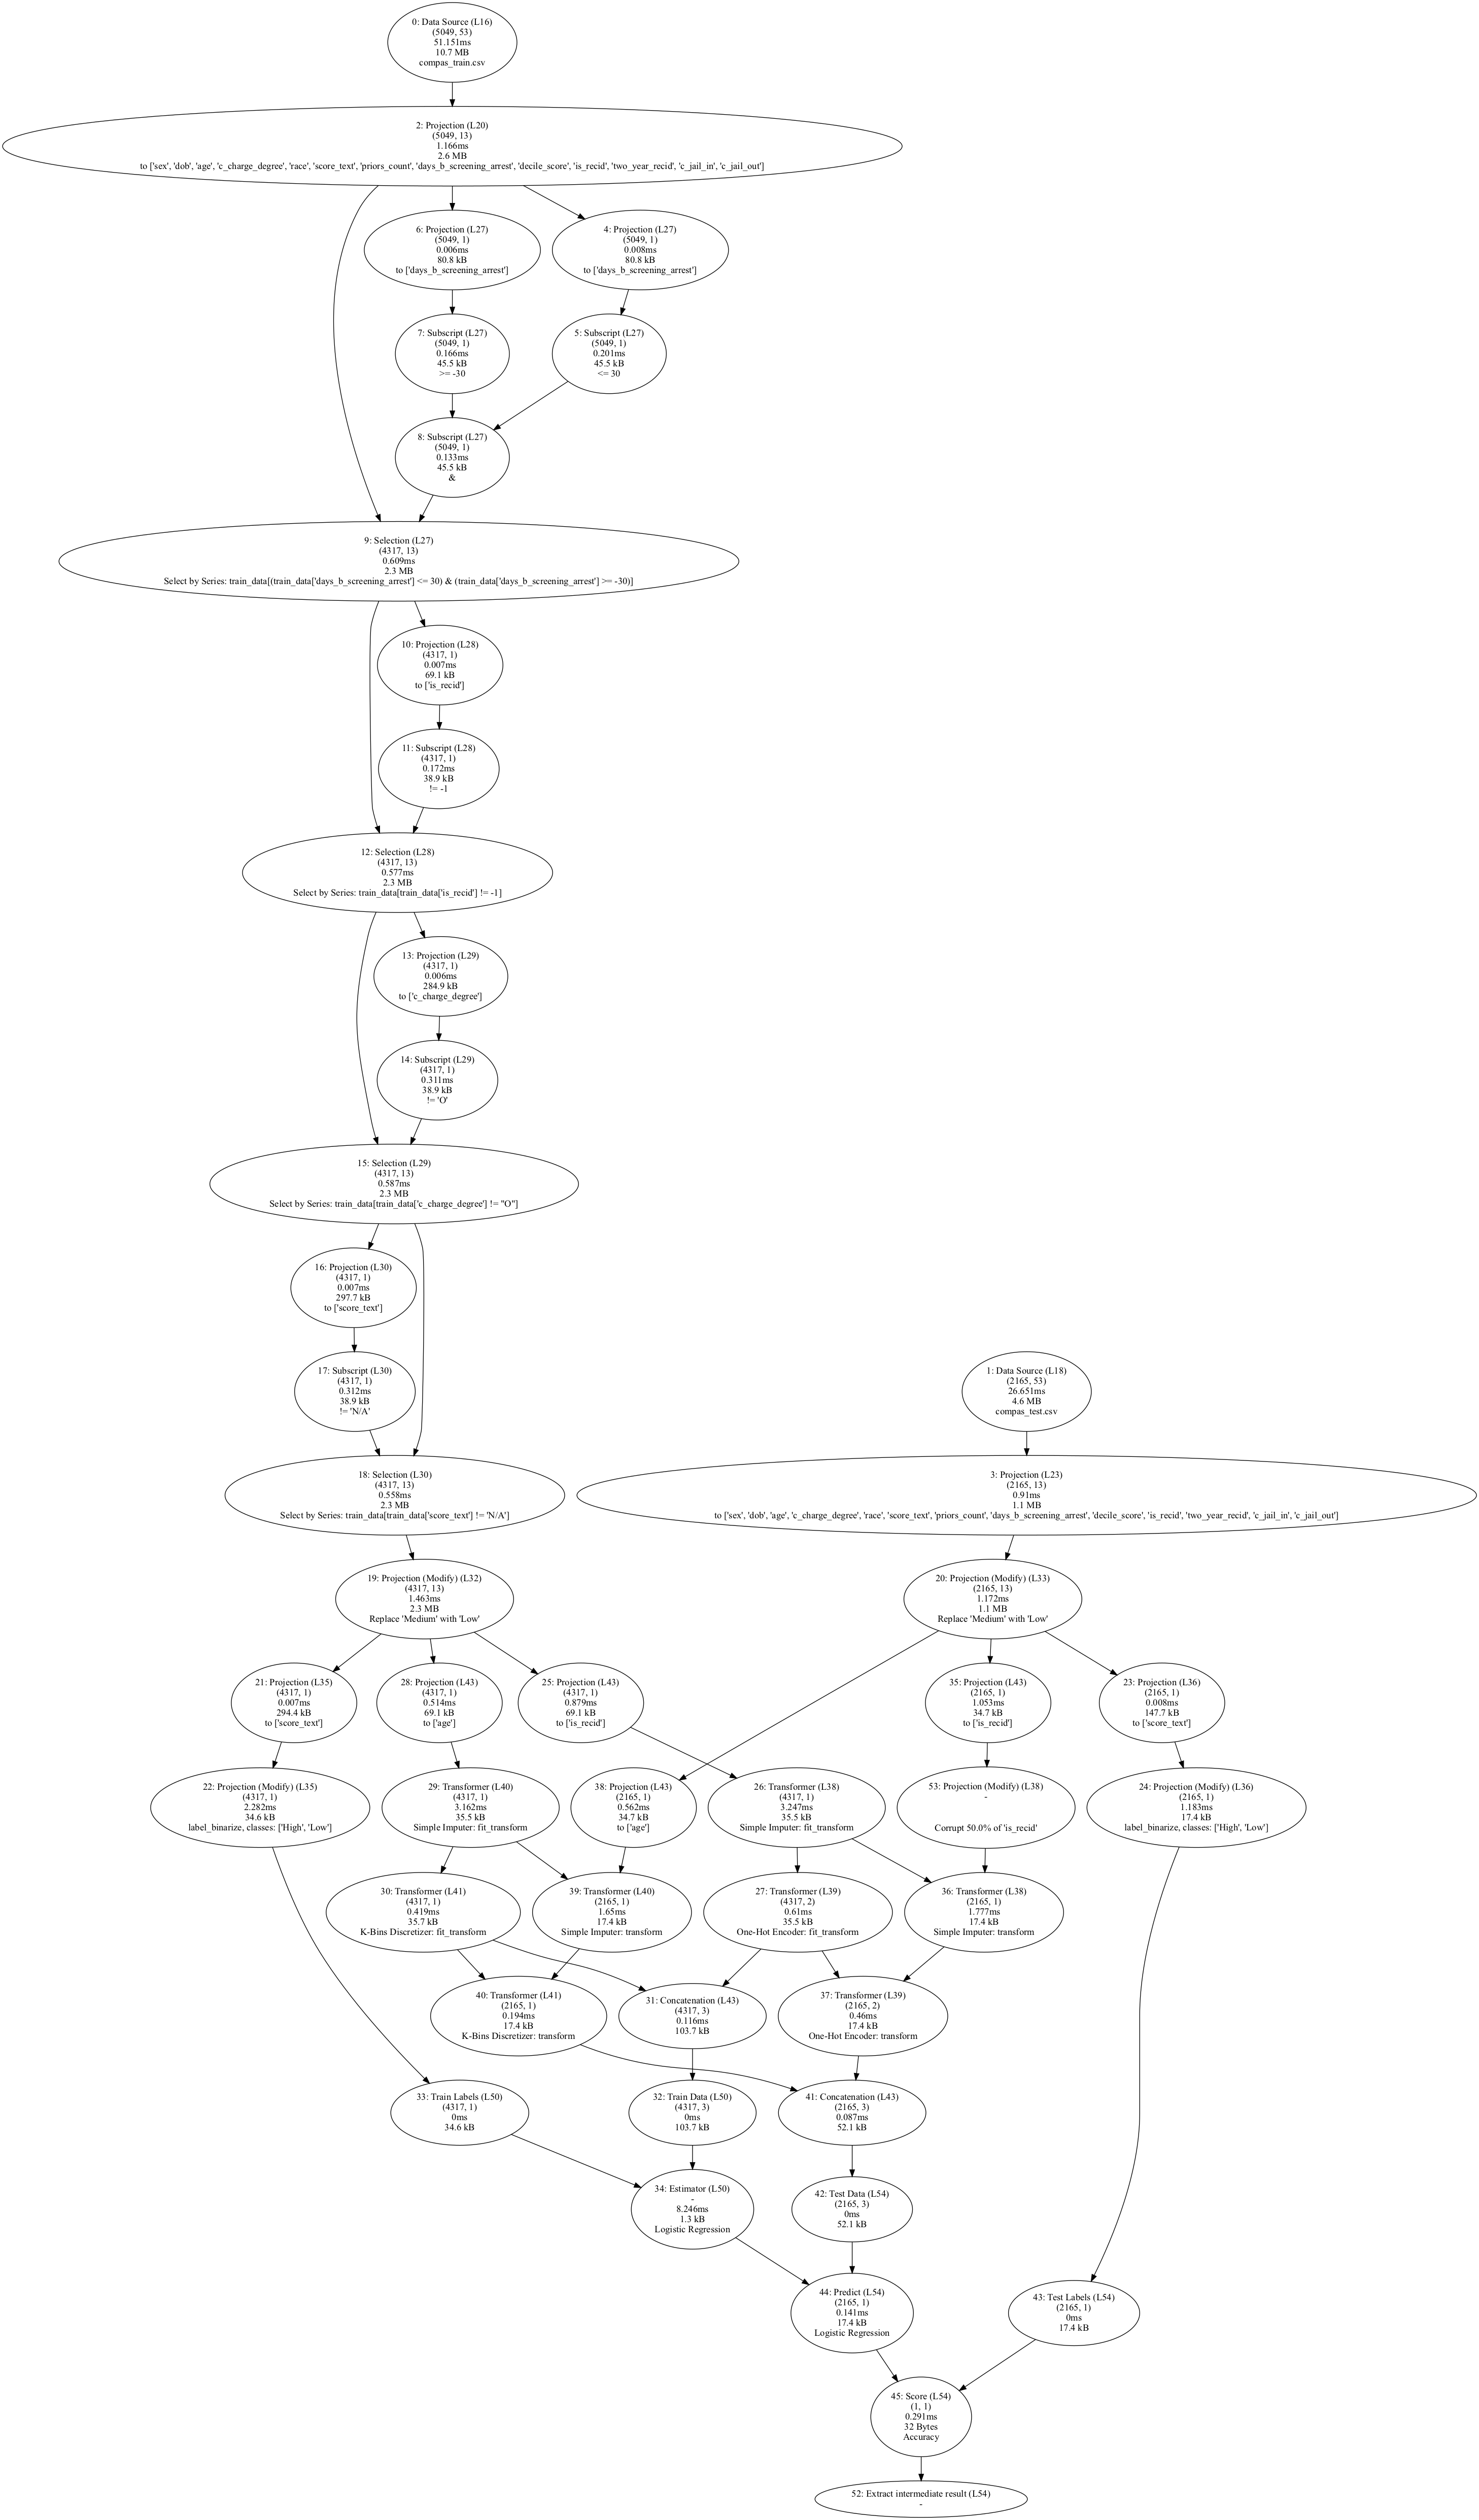 0: Data Source (L16)
(5049, 53)
51.151ms
10.7 MB
compas_train.csv
2: Projection (L20)
(5049, 13)
1.166ms
2.6 MB
to ['sex', 'dob', 'age', 'c_charge_degree', 'race', 'score_text', 'priors_count', 'days_b_screening_arrest', 'decile_score', 'is_recid', 'two_year_recid', 'c_jail_in', 'c_jail_out']
6: Projection (L27)
(5049, 1)
0.006ms
80.8 kB
to ['days_b_screening_arrest']
4: Projection (L27)
(5049, 1)
0.008ms
80.8 kB
to ['days_b_screening_arrest']
7: Subscript (L27)
(5049, 1)
0.166ms
45.5 kB
>= -30
5: Subscript (L27)
(5049, 1)
0.201ms
45.5 kB
<= 30
8: Subscript (L27)
(5049, 1)
0.133ms
45.5 kB
&
9: Selection (L27)
(4317, 13)
0.609ms
2.3 MB
Select by Series: train_data[(train_data['days_b_screening_arrest'] <= 30) & (train_data['days_b_screening_arrest'] >= -30)]
10: Projection (L28)
(4317, 1)
0.007ms
69.1 kB
to ['is_recid']
11: Subscript (L28)
(4317, 1)
0.172ms
38.9 kB
!= -1
12: Selection (L28)
(4317, 13)
0.577ms
2.3 MB
Select by Series: train_data[train_data['is_recid'] != -1]
13: Projection (L29)
(4317, 1)
0.006ms
284.9 kB
to ['c_charge_degree']
14: Subscript (L29)
(4317, 1)
0.311ms
38.9 kB
!= 'O'
15: Selection (L29)
(4317, 13)
0.587ms
2.3 MB
Select by Series: train_data[train_data['c_charge_degree'] != "O"]
16: Projection (L30)
(4317, 1)
0.007ms
297.7 kB
to ['score_text']
17: Subscript (L30)
(4317, 1)
0.312ms
38.9 kB
!= 'N/A'
1: Data Source (L18)
(2165, 53)
26.651ms
4.6 MB
compas_test.csv
18: Selection (L30)
(4317, 13)
0.558ms
2.3 MB
Select by Series: train_data[train_data['score_text'] != 'N/A']
3: Projection (L23)
(2165, 13)
0.91ms
1.1 MB
to ['sex', 'dob', 'age', 'c_charge_degree', 'race', 'score_text', 'priors_count', 'days_b_screening_arrest', 'decile_score', 'is_recid', 'two_year_recid', 'c_jail_in', 'c_jail_out']
19: Projection (Modify) (L32)
(4317, 13)
1.463ms
2.3 MB
Replace 'Medium' with 'Low'
20: Projection (Modify) (L33)
(2165, 13)
1.172ms
1.1 MB
Replace 'Medium' with 'Low'
21: Projection (L35)
(4317, 1)
0.007ms
294.4 kB
to ['score_text']
28: Projection (L43)
(4317, 1)
0.514ms
69.1 kB
to ['age']
25: Projection (L43)
(4317, 1)
0.879ms
69.1 kB
to ['is_recid']
35: Projection (L43)
(2165, 1)
1.053ms
34.7 kB
to ['is_recid']
23: Projection (L36)
(2165, 1)
0.008ms
147.7 kB
to ['score_text']
22: Projection (Modify) (L35)
(4317, 1)
2.282ms
34.6 kB
label_binarize, classes: ['High', 'Low']
29: Transformer (L40)
(4317, 1)
3.162ms
35.5 kB
Simple Imputer: fit_transform
38: Projection (L43)
(2165, 1)
0.562ms
34.7 kB
to ['age']
26: Transformer (L38)
(4317, 1)
3.247ms
35.5 kB
Simple Imputer: fit_transform
53: Projection (Modify) (L38)
-
Corrupt 50.0% of 'is_recid'
24: Projection (Modify) (L36)
(2165, 1)
1.183ms
17.4 kB
label_binarize, classes: ['High', 'Low']
30: Transformer (L41)
(4317, 1)
0.419ms
35.7 kB
K-Bins Discretizer: fit_transform
39: Transformer (L40)
(2165, 1)
1.65ms
17.4 kB
Simple Imputer: transform
27: Transformer (L39)
(4317, 2)
0.61ms
35.5 kB
One-Hot Encoder: fit_transform
36: Transformer (L38)
(2165, 1)
1.777ms
17.4 kB
Simple Imputer: transform
40: Transformer (L41)
(2165, 1)
0.194ms
17.4 kB
K-Bins Discretizer: transform
31: Concatenation (L43)
(4317, 3)
0.116ms
103.7 kB
37: Transformer (L39)
(2165, 2)
0.46ms
17.4 kB
One-Hot Encoder: transform
33: Train Labels (L50)
(4317, 1)
0ms
34.6 kB
32: Train Data (L50)
(4317, 3)
0ms
103.7 kB
41: Concatenation (L43)
(2165, 3)
0.087ms
52.1 kB
34: Estimator (L50)
-
8.246ms
1.3 kB
Logistic Regression
42: Test Data (L54)
(2165, 3)
0ms
52.1 kB
44: Predict (L54)
(2165, 1)
0.141ms
17.4 kB
Logistic Regression
43: Test Labels (L54)
(2165, 1)
0ms
17.4 kB
45: Score (L54)
(1, 1)
0.291ms
32 Bytes
Accuracy
52: Extract intermediate result (L54)
-